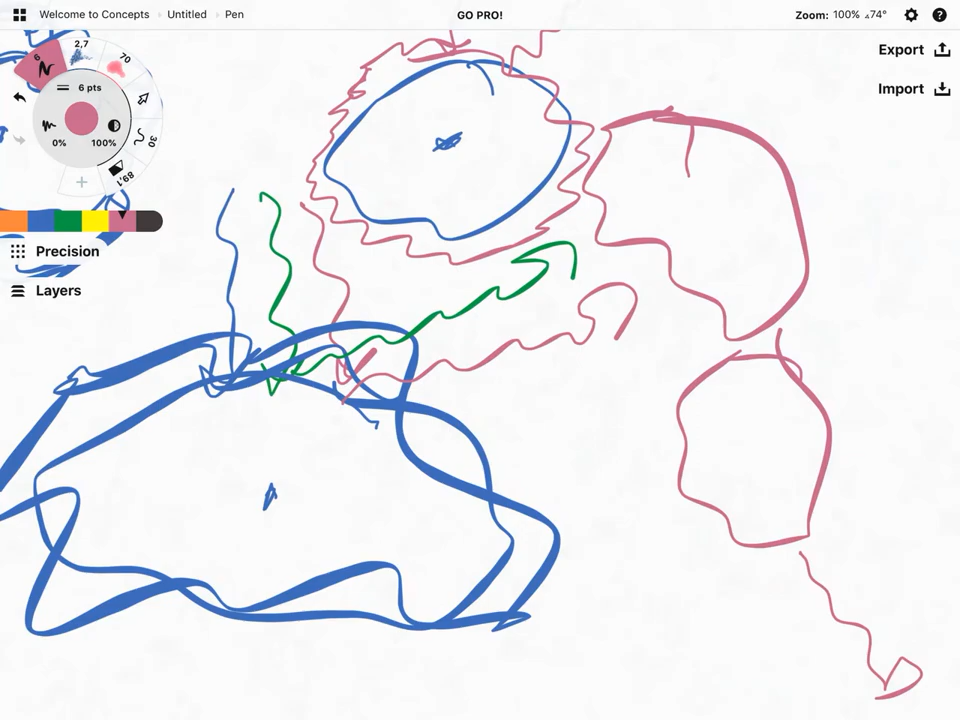 Welcome to Concepts › Untitled › Pen
GO PRO!
Zoom: 100% ⊿74°
Export
Import
6
2,7
70
30
89,1
6 pts
0%
100%
Precision
Layers